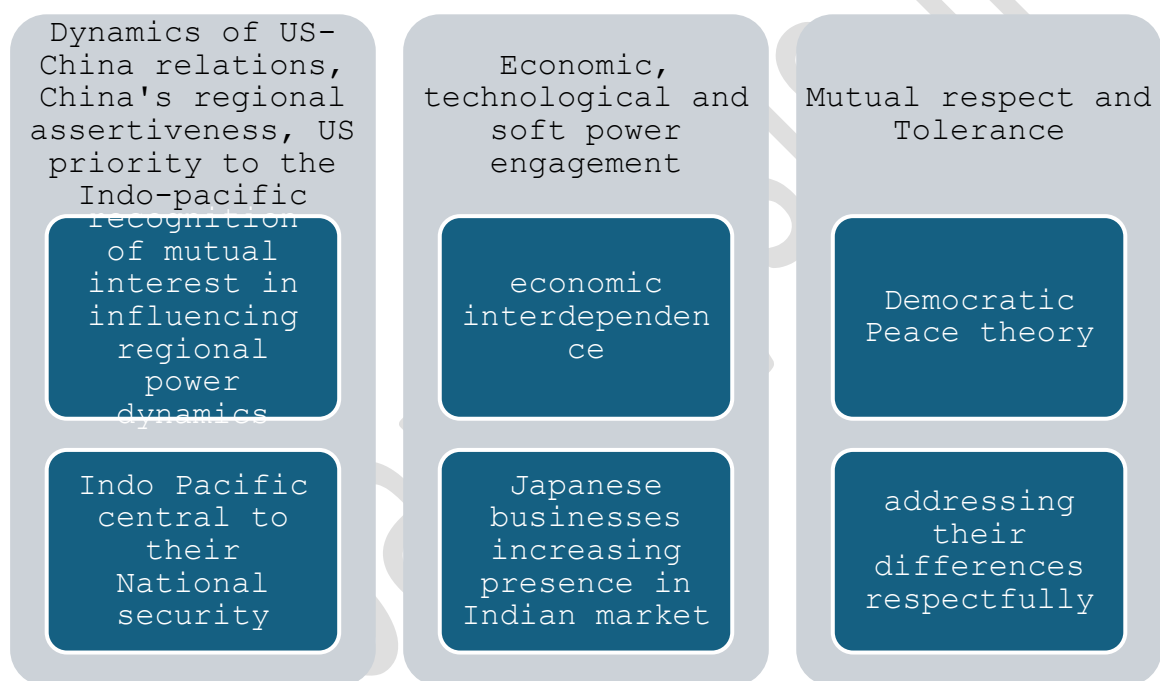 Dynamics of US-
China relations,
China's regional
assertiveness, US
priority to the
Indo-pacific
recognition
of mutual
interest in
influencing
regional
power
dynamics
Indo Pacific
central to
their
National
security
Economic,
technological and
soft power
engagement
economic
interdependen
ce
Japanese
businesses
increasing
presence in
Indian market
Mutual respect and
Tolerance
Democratic
Peace theory
addressing
their
differences
respectfully